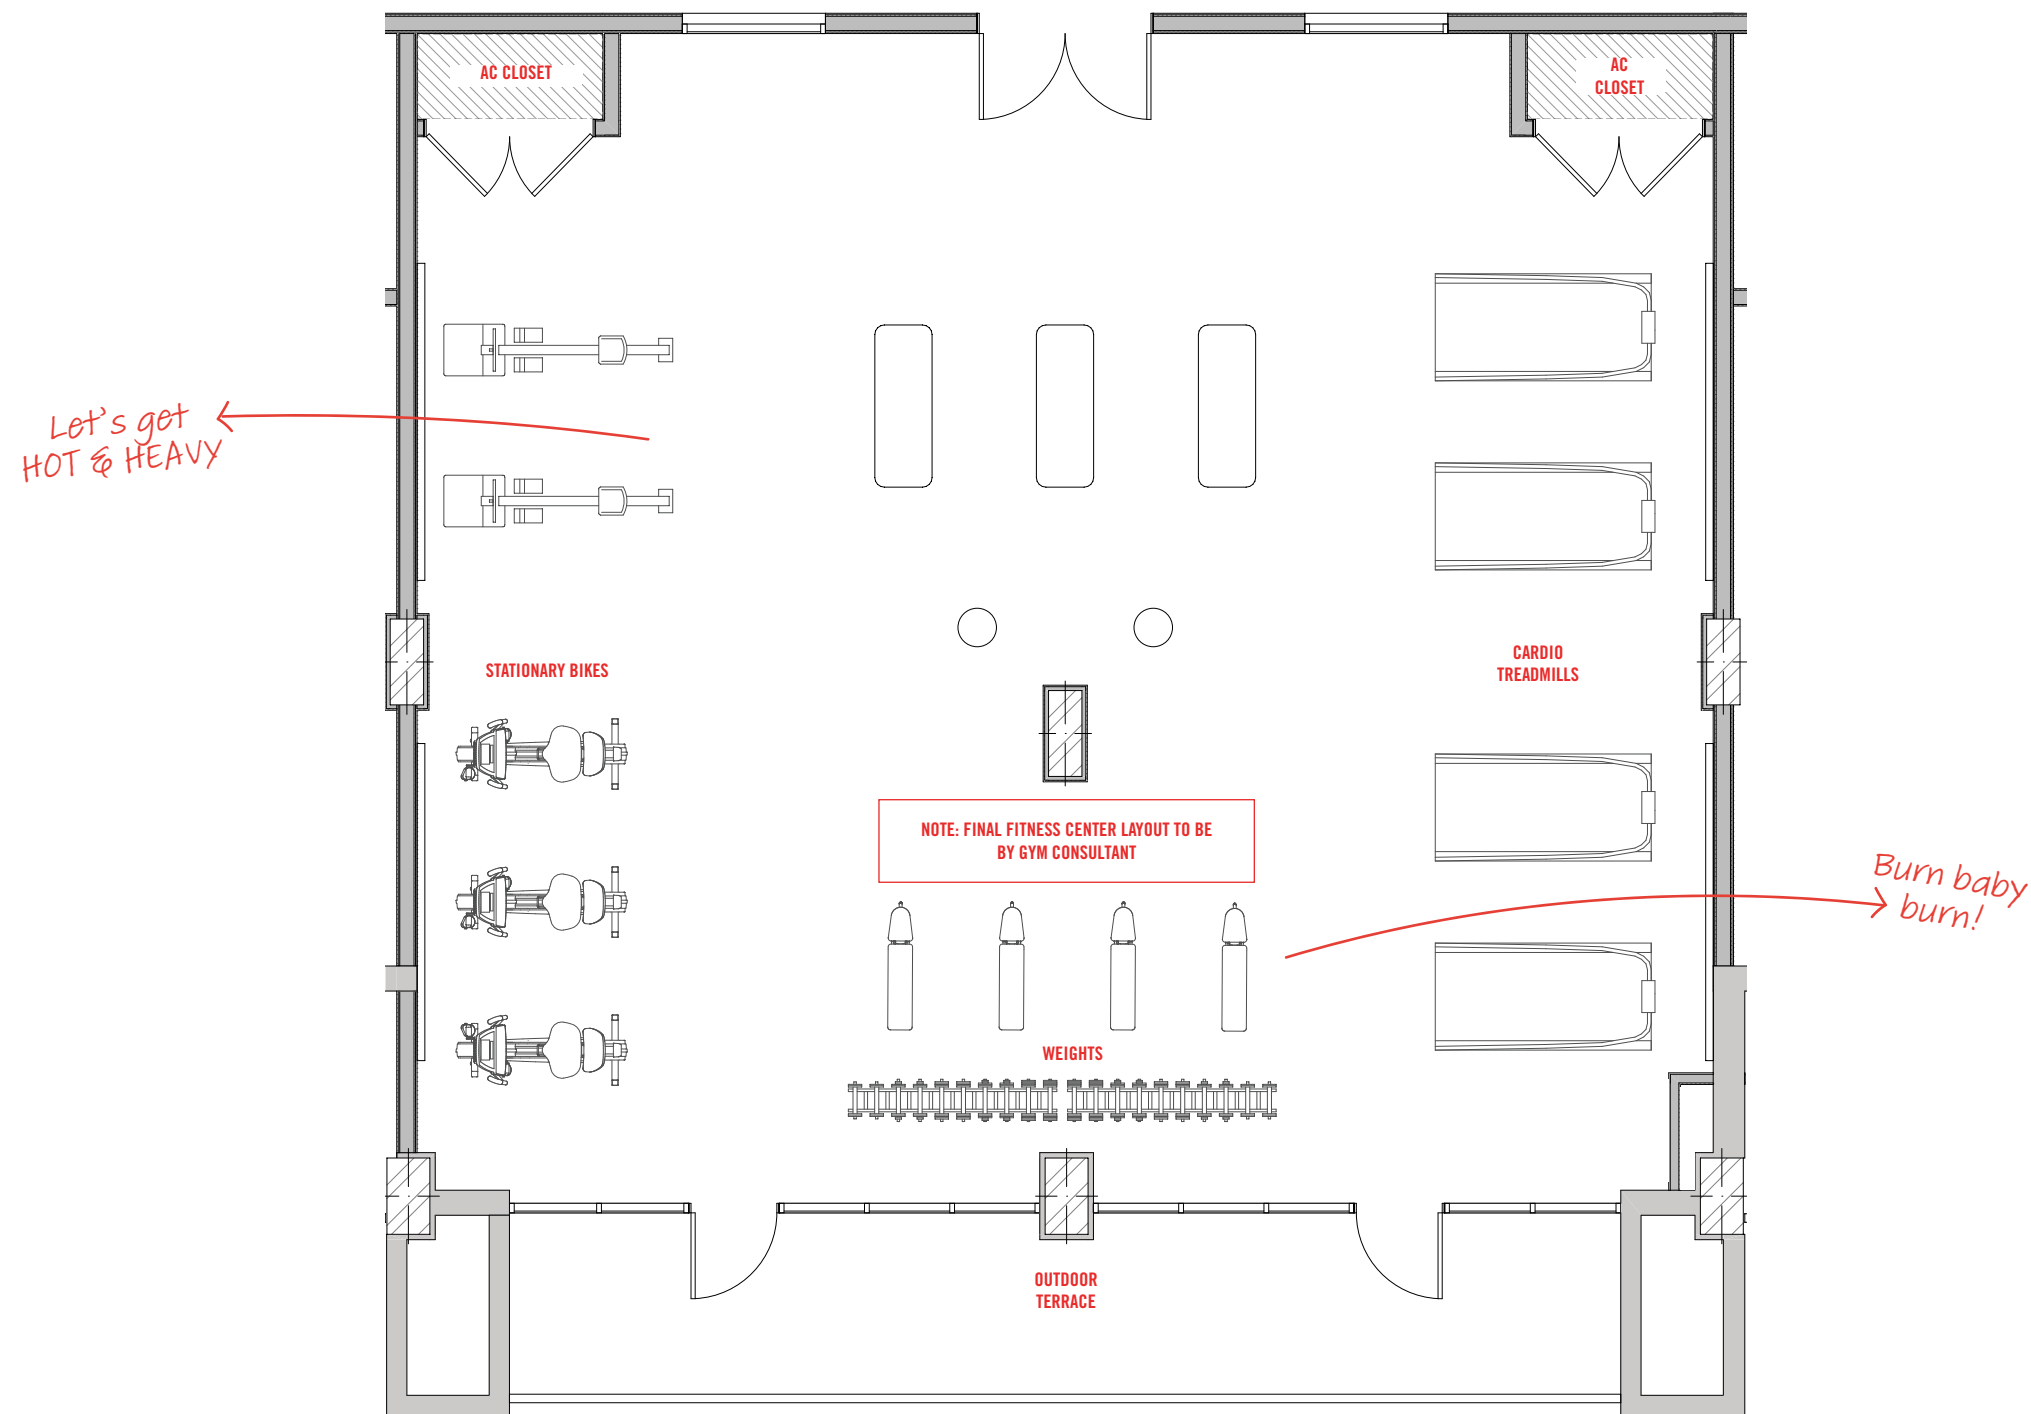 AC CLOSET
AC
CLOSET
Let's get
HOT & HEAVY
STATIONARY BIKES
CARDIO
TREADMILLS
NOTE: FINAL FITNESS CENTER LAYOUT TO BE
BY GYM CONSULTANT
Burn baby
burn!
WEIGHTS
OUTDOOR
TERRACE